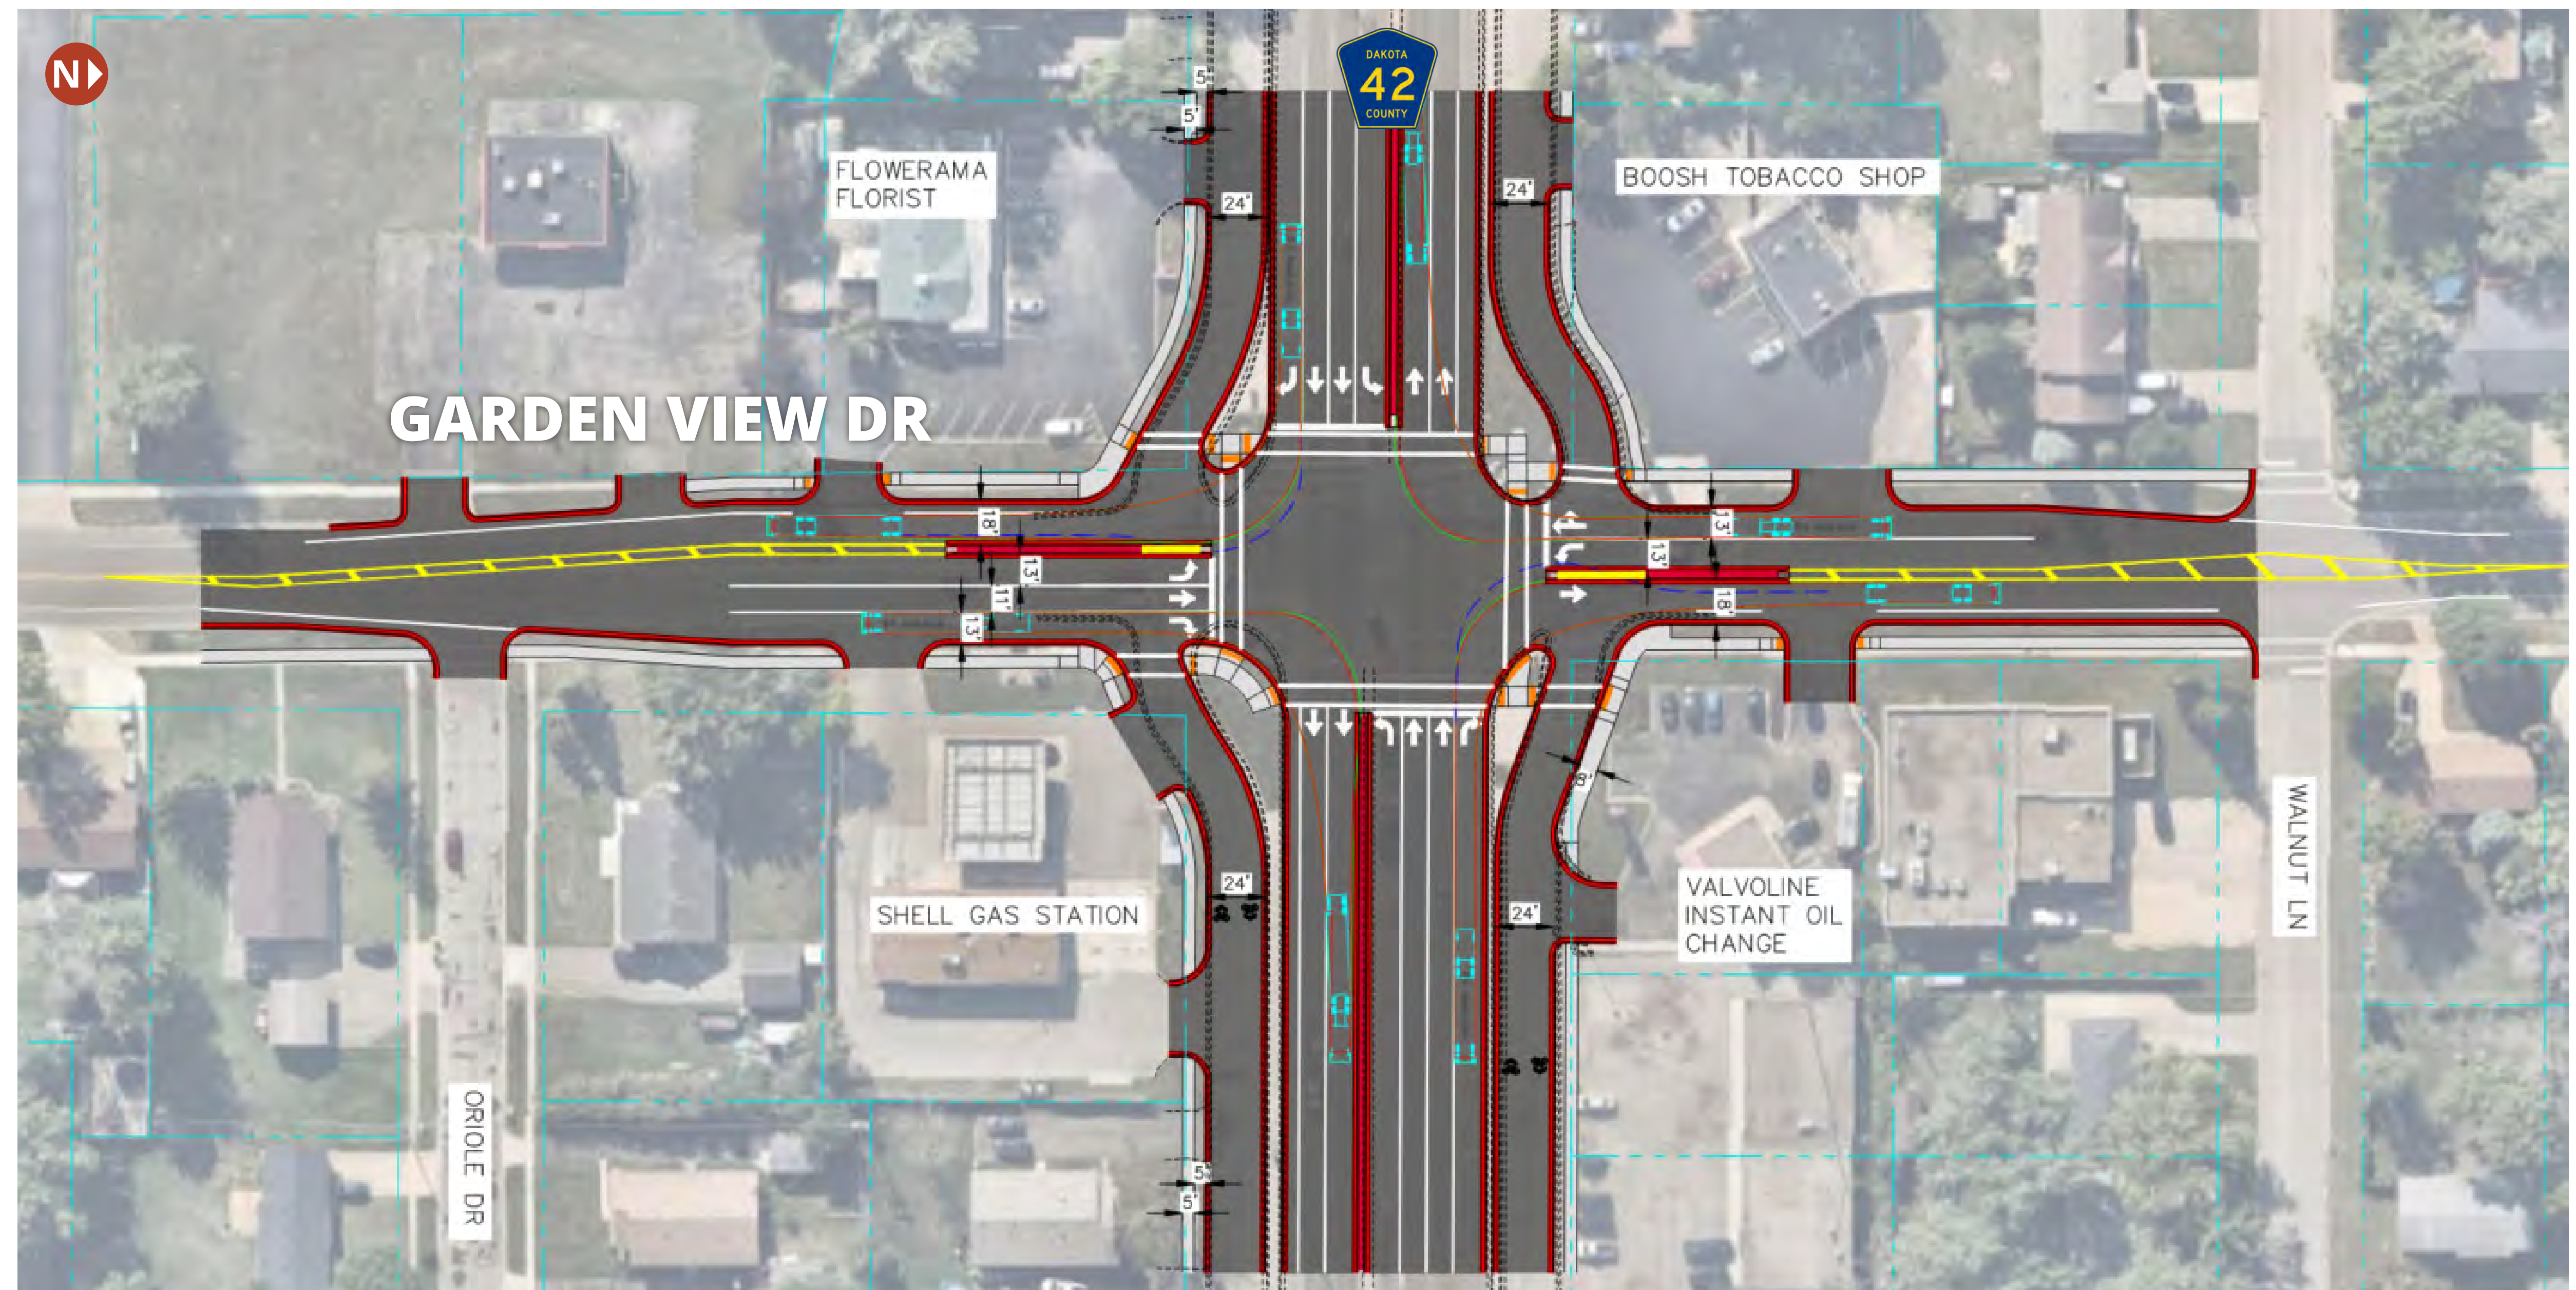 N
DAKOTA
42
COUNTY
5'
5'
FLOWERAMA
FLORIST
BOOSH TOBACCO SHOP
24'
24'
GARDEN VIEW DR
18'
13'
11'
13'
13'
13'
18'
8'
SHELL GAS STATION
24'
24'
VALVOLINE
INSTANT OIL
CHANGE
WALNUT LN
ORIOLE DR
5'
5'